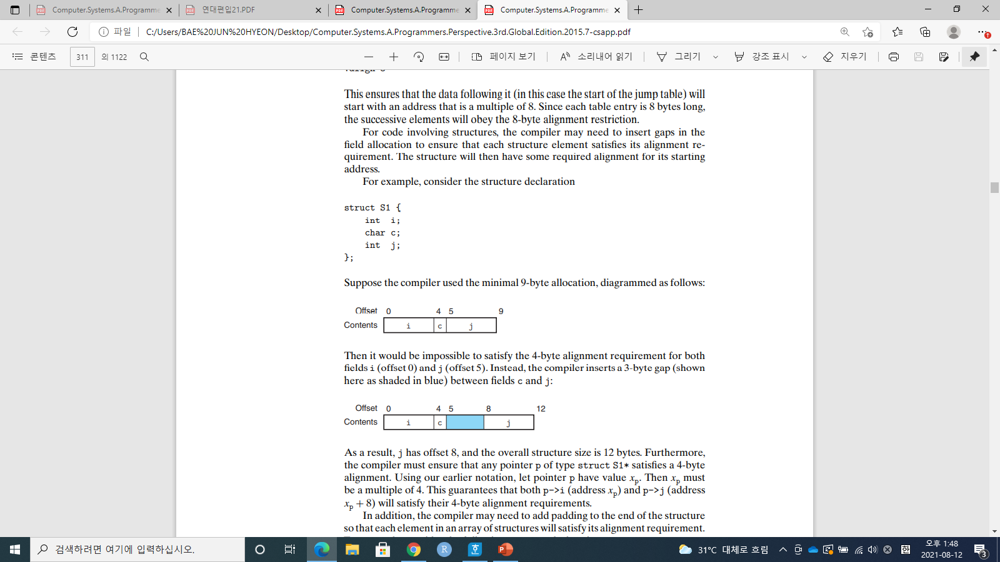 Computer.Systems.A.Programme
연대편입21.PDF
Computer.Systems.A.Programme
Computer.Systems.A.Programme
파일
C:/Users/BAE%20JUN%20HYEON/Desktop/Computer.Systems.A.Programmers.Perspective.3rd.Global.Edition.2015.7-csapp.pdf
콘텐츠 311 의 1122 페이지 보기 소리내어 읽기 그리기 강조 표시 지우기
This ensures that the data following it (in this case the start of the jump table) will
start with an address that is a multiple of 8. Since each table entry is 8 bytes long,
the successive elements will obey the 8-byte alignment restriction.
For code involving structures, the compiler may need to insert gaps in the
field allocation to ensure that each structure element satisfies its alignment re-
quirement. The structure will then have some required alignment for its starting
address.
For example, consider the structure declaration
struct S1 {
int i;
char c;
int j;
};
Suppose the compiler used the minimal 9-byte allocation, diagrammed as follows:
Offset 0 4 5 9
Contents i c j
Then it would be impossible to satisfy the 4-byte alignment requirement for both
fields i (offset 0) and j (offset 5). Instead, the compiler inserts a 3-byte gap (shown
here as shaded in blue) between fields c and j:
Offset 0 4 5 8 12
Contents i c j
As a result, j has offset 8, and the overall structure size is 12 bytes. Furthermore,
the compiler must ensure that any pointer p of type struct S1* satisfies a 4-byte
alignment. Using our earlier notation, let pointer p have value xp. Then xp must
be a multiple of 4. This guarantees that both p->i (address xp) and p->j (address
xp + 8) will satisfy their 4-byte alignment requirements.
In addition, the compiler may need to add padding to the end of the structure
so that each element in an array of structures will satisfy its alignment requirement.
검색하려면 여기에 입력하십시오.
31°C 대체로 흐림
한
오후 1:48
2021-08-12
3